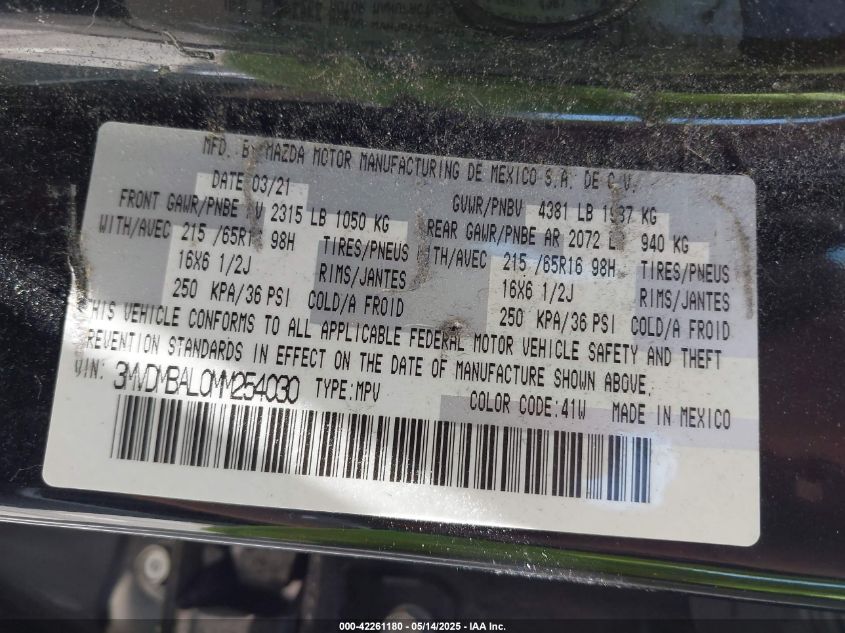 MFD. BY MAZDA MOTOR MANUFACTURING DE MEXICO S.A. DE C.V.
DATE 03/21 GVWR/PNBV 4381 LB 1987 KG
FRONT GAWR/PNBE AV 2315 LB 1050 KG REAR GAWR/PNBE AR 2072 LB 940 KG
WITH/AVEC 215 /65R16 98H TIRES/PNEUS WITH/AVEC 215 /65R16 98H TIRES/PNEUS
16X6 1/2J RIMS/JANTES 16X6 1/2J RIMS/JANTES
250 KPA/36 PSI COLD/A FROID 250 KPA/36 PSI COLD/A FROID
THIS VEHICLE CONFORMS TO ALL APPLICABLE FEDERAL MOTOR VEHICLE SAFETY AND THEFT
PREVENTION STANDARDS IN EFFECT ON THE DATE OF MANUFACTURE SHOWN ABOVE.
VIN: 3MVDMBAL0MM254030 TYPE:MPV
COLOR CODE:41W MADE IN MEXICO
000-42261180 - 05/14/2025 - IAA Inc.